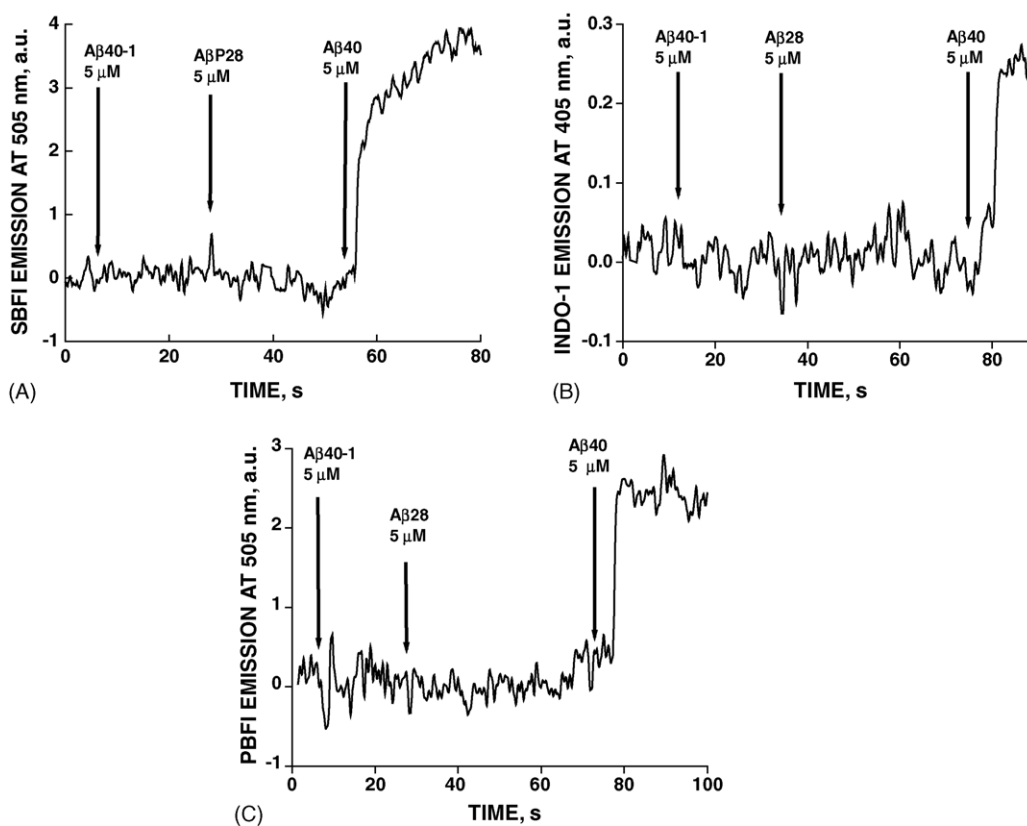 SBFI EMISSION AT 505 nm, a.u.
4
3
2
1
0
-1
Aβ40-1
5 μM
AβP28
5 μM
Aβ40
5 μM
0
20
40
60
80
TIME, s
(A)
INDO-1 EMISSION AT 405 nm, a.u.
0.3
0.2
0.1
0.0
-0.1
Aβ40-1
5 μM
Aβ28
5 μM
Aβ40
5 μM
0
20
40
60
80
TIME, s
(B)
PBFI EMISSION AT 505 nm, a.u.
3
2
1
0
-1
Aβ40-1
5 μM
Aβ28
5 μM
Aβ40
5 μM
0
20
40
60
80
100
TIME, s
(C)